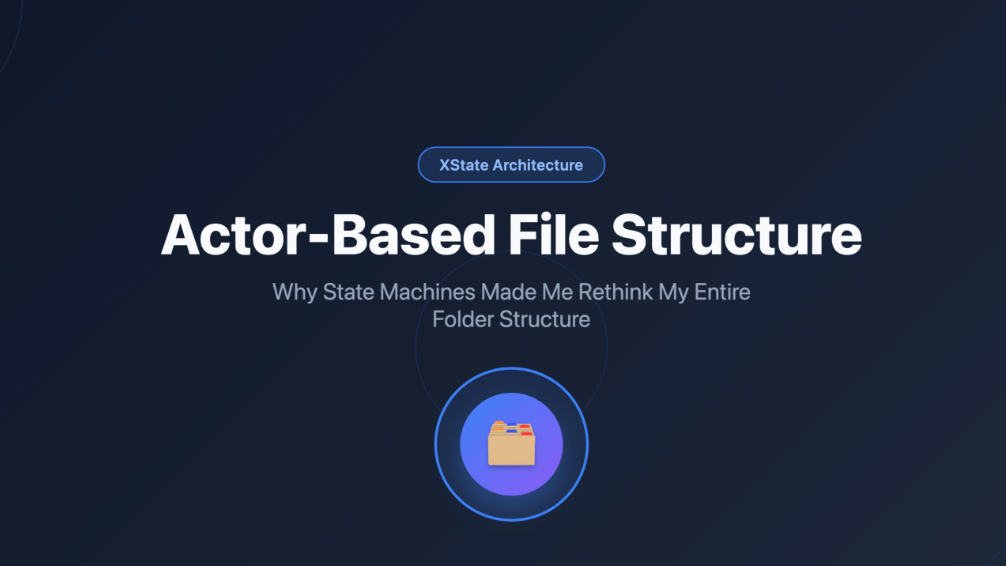 XState Architecture
Actor-Based File Structure
Why State Machines Made Me Rethink My Entire
Folder Structure